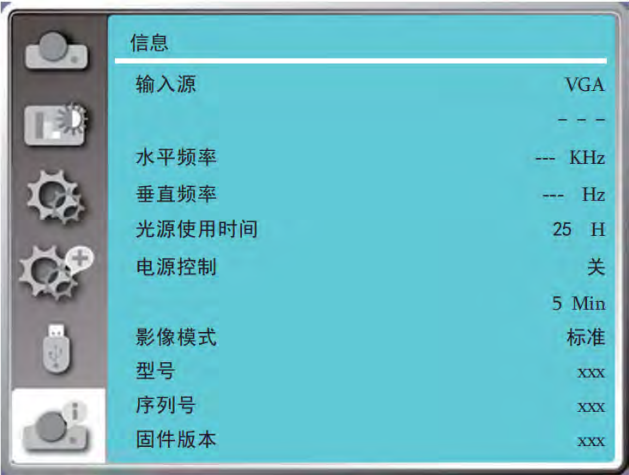 信息
输入源 VGA
– – –
水平频率 --- KHz
垂直频率 --- Hz
光源使用时间 25 H
电源控制 关
5 Min
影像模式 标准
型号 xxx
序列号 xxx
固件版本 xxx